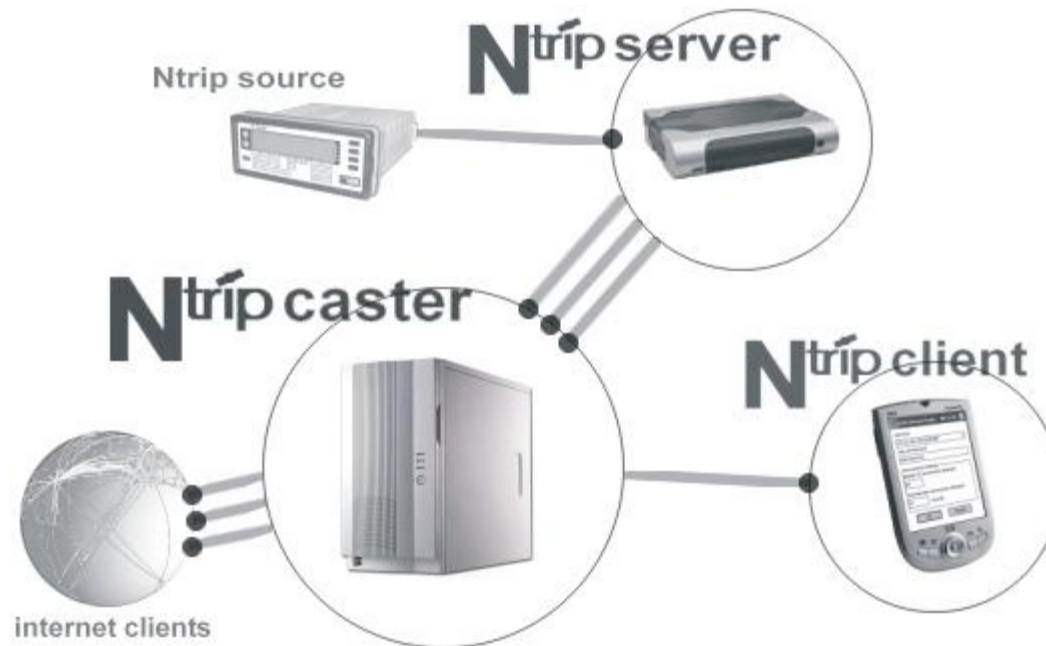 Ntrip server
Ntrip source
Ntrip caster
Ntrip client
internet clients